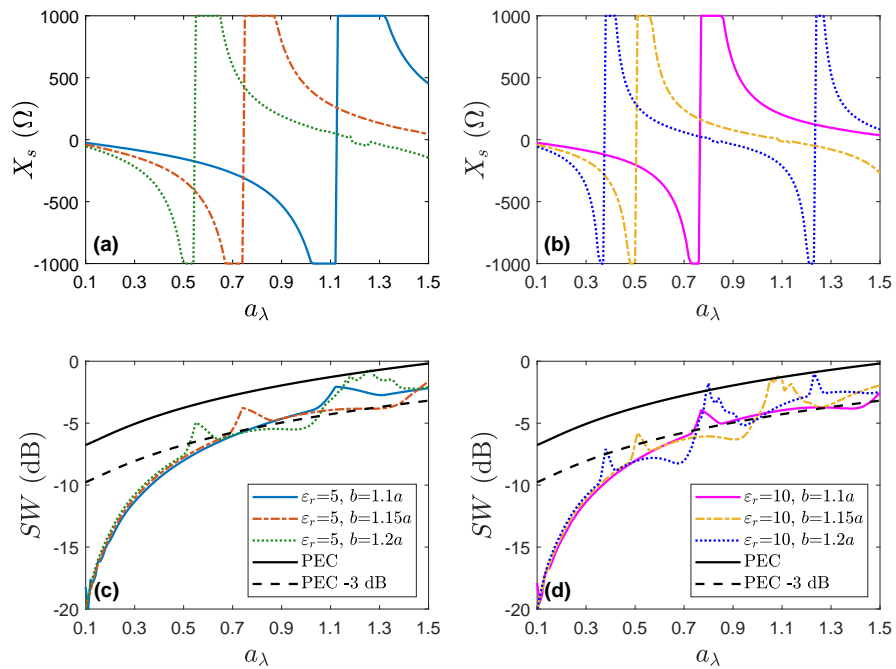 1000
500
0
-500
-1000
X_s (Ω)
(a)
0.1 0.4 0.7 0.9 1.1 1.3 1.5
a_λ
1000
500
0
-500
-1000
X_s (Ω)
(b)
0.1 0.3 0.5 0.7 0.9 1.1 1.3 1.5
a_λ
0
-5
-10
-15
-20
SW (dB)
ε_r=5, b=1.1a
ε_r=5, b=1.15a
ε_r=5, b=1.2a
PEC
PEC -3 dB
(c)
0.1 0.3 0.5 0.7 0.9 1.1 1.3 1.5
a_λ
0
-5
-10
-15
-20
SW (dB)
ε_r=10, b=1.1a
ε_r=10, b=1.15a
ε_r=10, b=1.2a
PEC
PEC -3 dB
(d)
0.1 0.3 0.5 0.7 0.9 1.1 1.3 1.5
a_λ